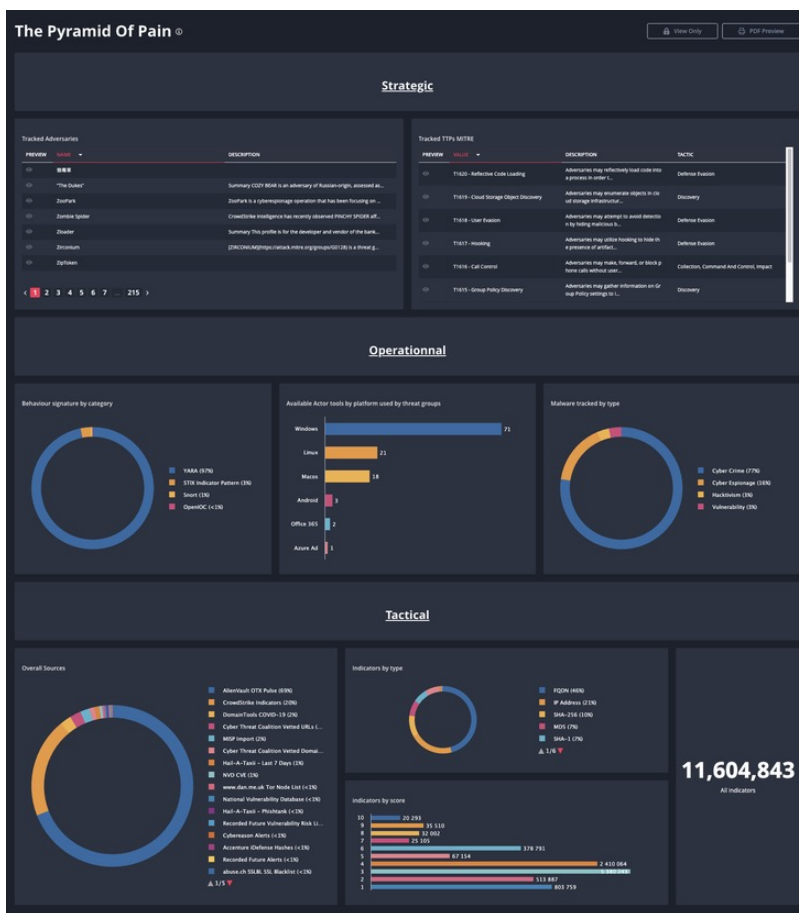 The Pyramid Of Pain
View Only
PDF Preview
Strategic
Tracked Adversaries
PREVIEW NAME DESCRIPTION
"The Dukes" Summary COZY BEAR is an adversary of Russian-origin, assessed as...
ZooPark ZooPark is a cyberespionage operation that has been focusing on ...
Zombie Spider CrowdStrike Intelligence has recently observed PINCHY SPIDER aff...
Zloader Summary This profile is for the developer and vendor of the bank...
Zirconium [ZIRCONIUM](https://attack.mitre.org/groups/G0128) is a threat g...
ZipToken
‹ 1 2 3 4 5 6 7 ... 215 ›
Tracked TTPs MITRE
PREVIEW VALUE DESCRIPTION TACTIC
T1620 - Reflective Code Loading Adversaries may reflectively load code into a process in order t... Defense Evasion
T1619 - Cloud Storage Object Discovery Adversaries may enumerate objects in cloud storage infrastructur... Discovery
T1618 - User Evasion Adversaries may attempt to avoid detection by hiding malicious b... Defense Evasion
T1617 - Hooking Adversaries may utilize hooking to hide the presence of artifact... Defense Evasion
T1616 - Call Control Adversaries may make, forward, or block phone calls without user... Collection, Command And Control, Impact
T1615 - Group Policy Discovery Adversaries may gather information on Group Policy settings to i... Discovery
Operationnal
Behaviour signature by category
YARA (97%)
STIX Indicator Pattern (3%)
Snort (1%)
OpenIOC (<1%)
Available Actor tools by platform used by threat groups
Windows 71
Linux 21
Macos 18
Android 3
Office 365 2
Azure Ad 1
Malware tracked by type
Cyber Crime (77%)
Cyber Espionage (16%)
Hacktivism (3%)
Vulnerability (3%)
Tactical
Overall Sources
AlienVault OTX Pulse (69%)
CrowdStrike Indicators (20%)
DomainTools COVID-19 (2%)
Cyber Threat Coalition Vetted URLs (...
MISP Import (2%)
Cyber Threat Coalition Vetted Domai...
Hail-A-Taxii - Last 7 Days (1%)
NVD CVE (1%)
www.dan.me.uk Tor Node List (<1%)
National Vulnerability Database (<1%)
Hail-A-Taxii - Phishtank (<1%)
Recorded Future Vulnerability Risk Li...
Cybereason Alerts (<1%)
Accenture iDefense Hashes (<1%)
Recorded Future Alerts (<1%)
abuse.ch SSLBL SSL Blacklist (<1%)
▲ 1/5 ▼
Indicators by type
FQDN (46%)
IP Address (21%)
SHA-256 (10%)
MD5 (7%)
SHA-1 (7%)
▲ 1/6 ▼
Indicators by score
10 20 293
9 35 510
8 32 002
7 25 105
6 378 791
5 67 154
4 2 410 064
3
2 513 887
1 803 759
11,604,843
All Indicators